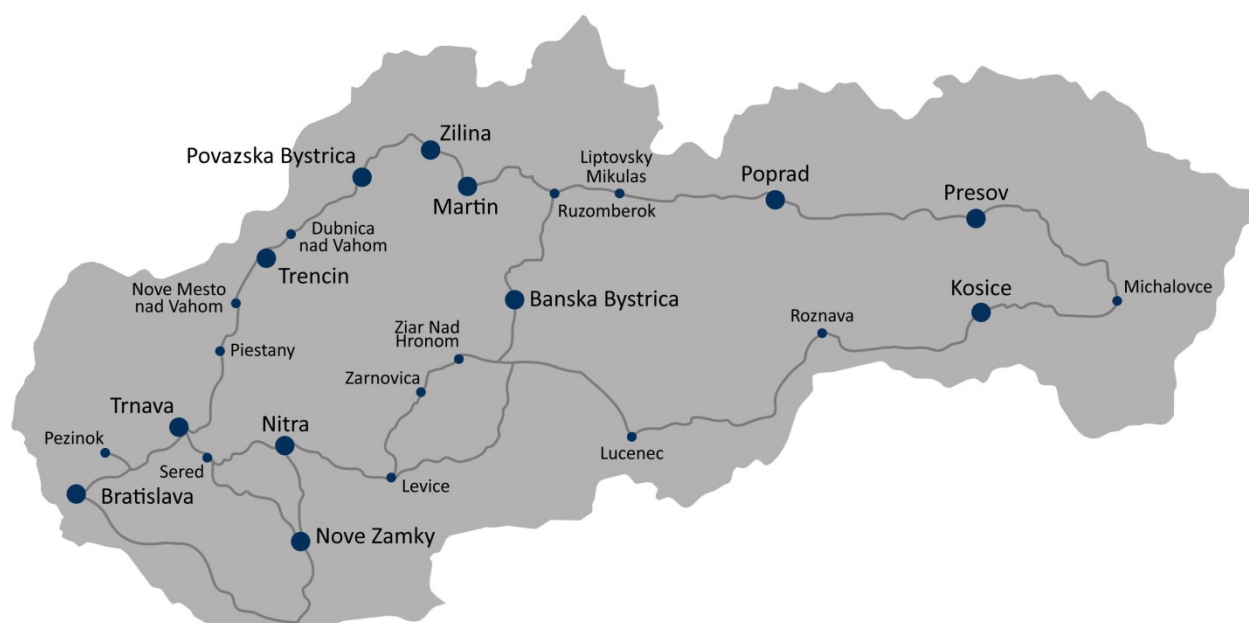 Zilina
Povazska Bystrica
Liptovsky
Mikulas
Poprad
Martin
Ruzomberok
Presov
Dubnica
nad Vahom
Trencin
Nove Mesto
nad Vahom
Banska Bystrica
Kosice
Michalovce
Roznava
Ziar Nad
Hronom
Piestany
Zarnovica
Trnava
Nitra
Pezinok
Sered
Lucenec
Levice
Bratislava
Nove Zamky